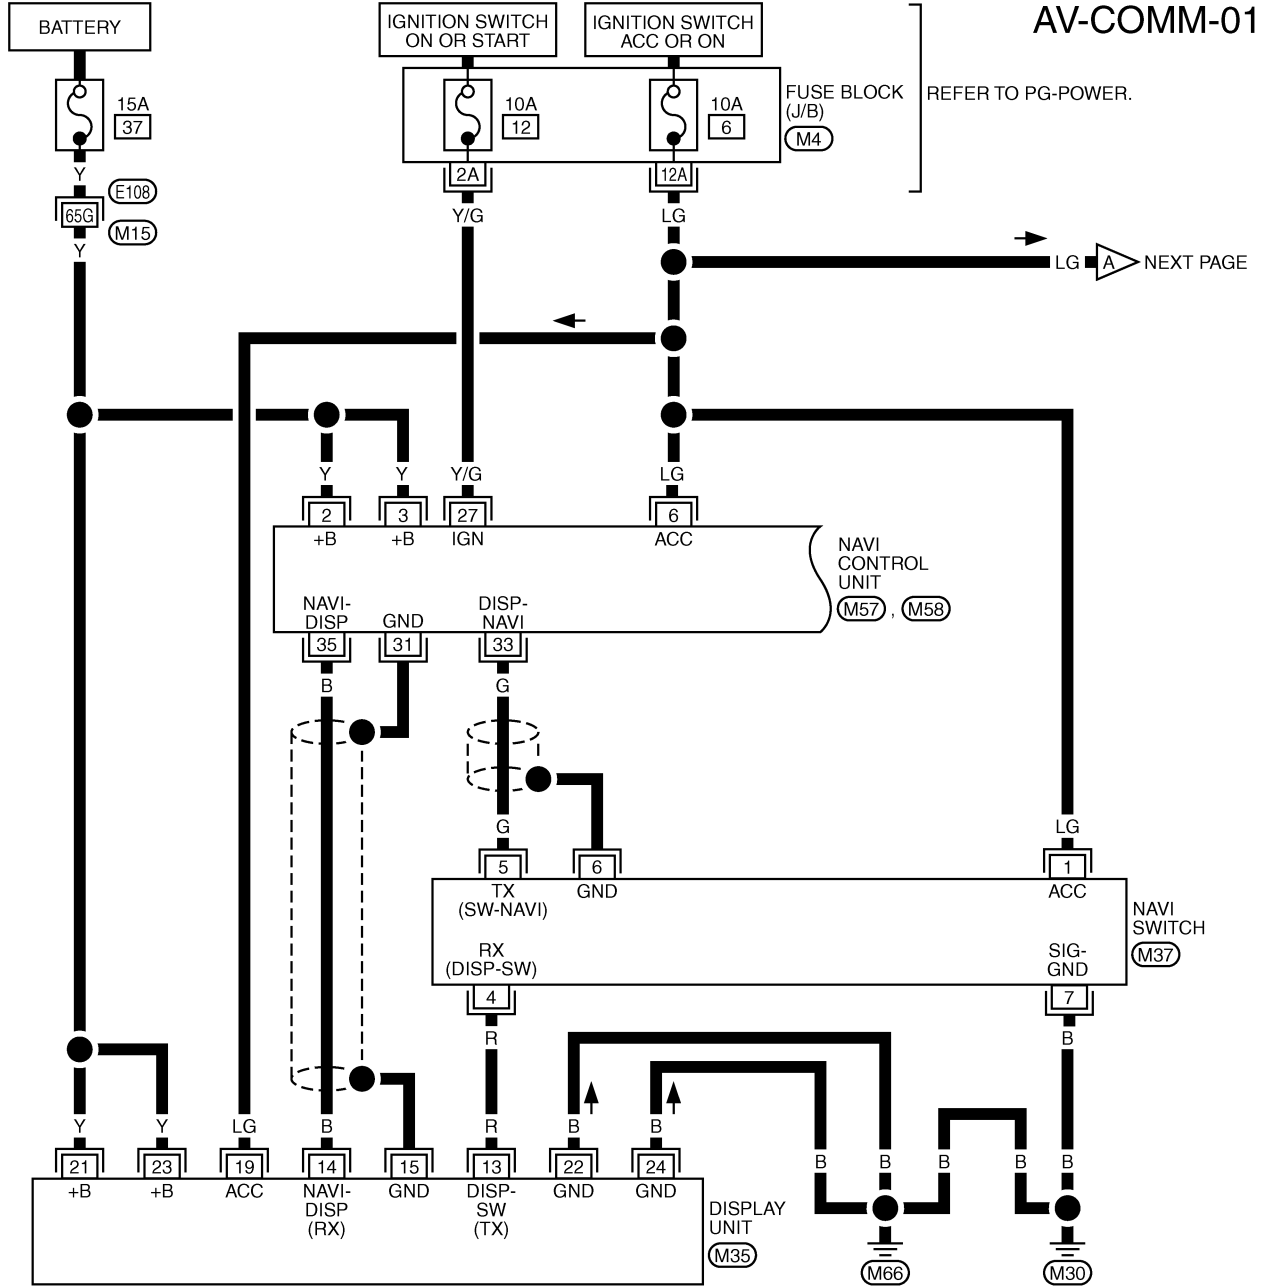 AV-COMM-01
BATTERY
IGNITION SWITCH
ON OR START
IGNITION SWITCH
ACC OR ON
15A
37
10A
12
10A
6
FUSE BLOCK
(J/B)
M4
REFER TO PG-POWER.
Y
2A
12A
E108
65G
M15
Y/G
LG
Y
LG
A
NEXT PAGE
Y
Y
Y/G
LG
2
3
27
6
+B
+B
IGN
ACC
NAVI
CONTROL
UNIT
M57 , M58
NAVI-
DISP
GND
DISP-
NAVI
35
31
33
B
G
G
LG
5
6
1
TX
(SW-NAVI)
GND
ACC
NAVI
SWITCH
M37
RX
(DISP-SW)
SIG-
GND
4
7
R
B
Y
Y
LG
B
R
B
B
B
B
B
B
B
21
23
19
14
15
13
22
24
+B
+B
ACC
NAVI-
DISP
(RX)
GND
DISP-
SW
(TX)
GND
GND
DISPLAY
UNIT
M35
M66
M30